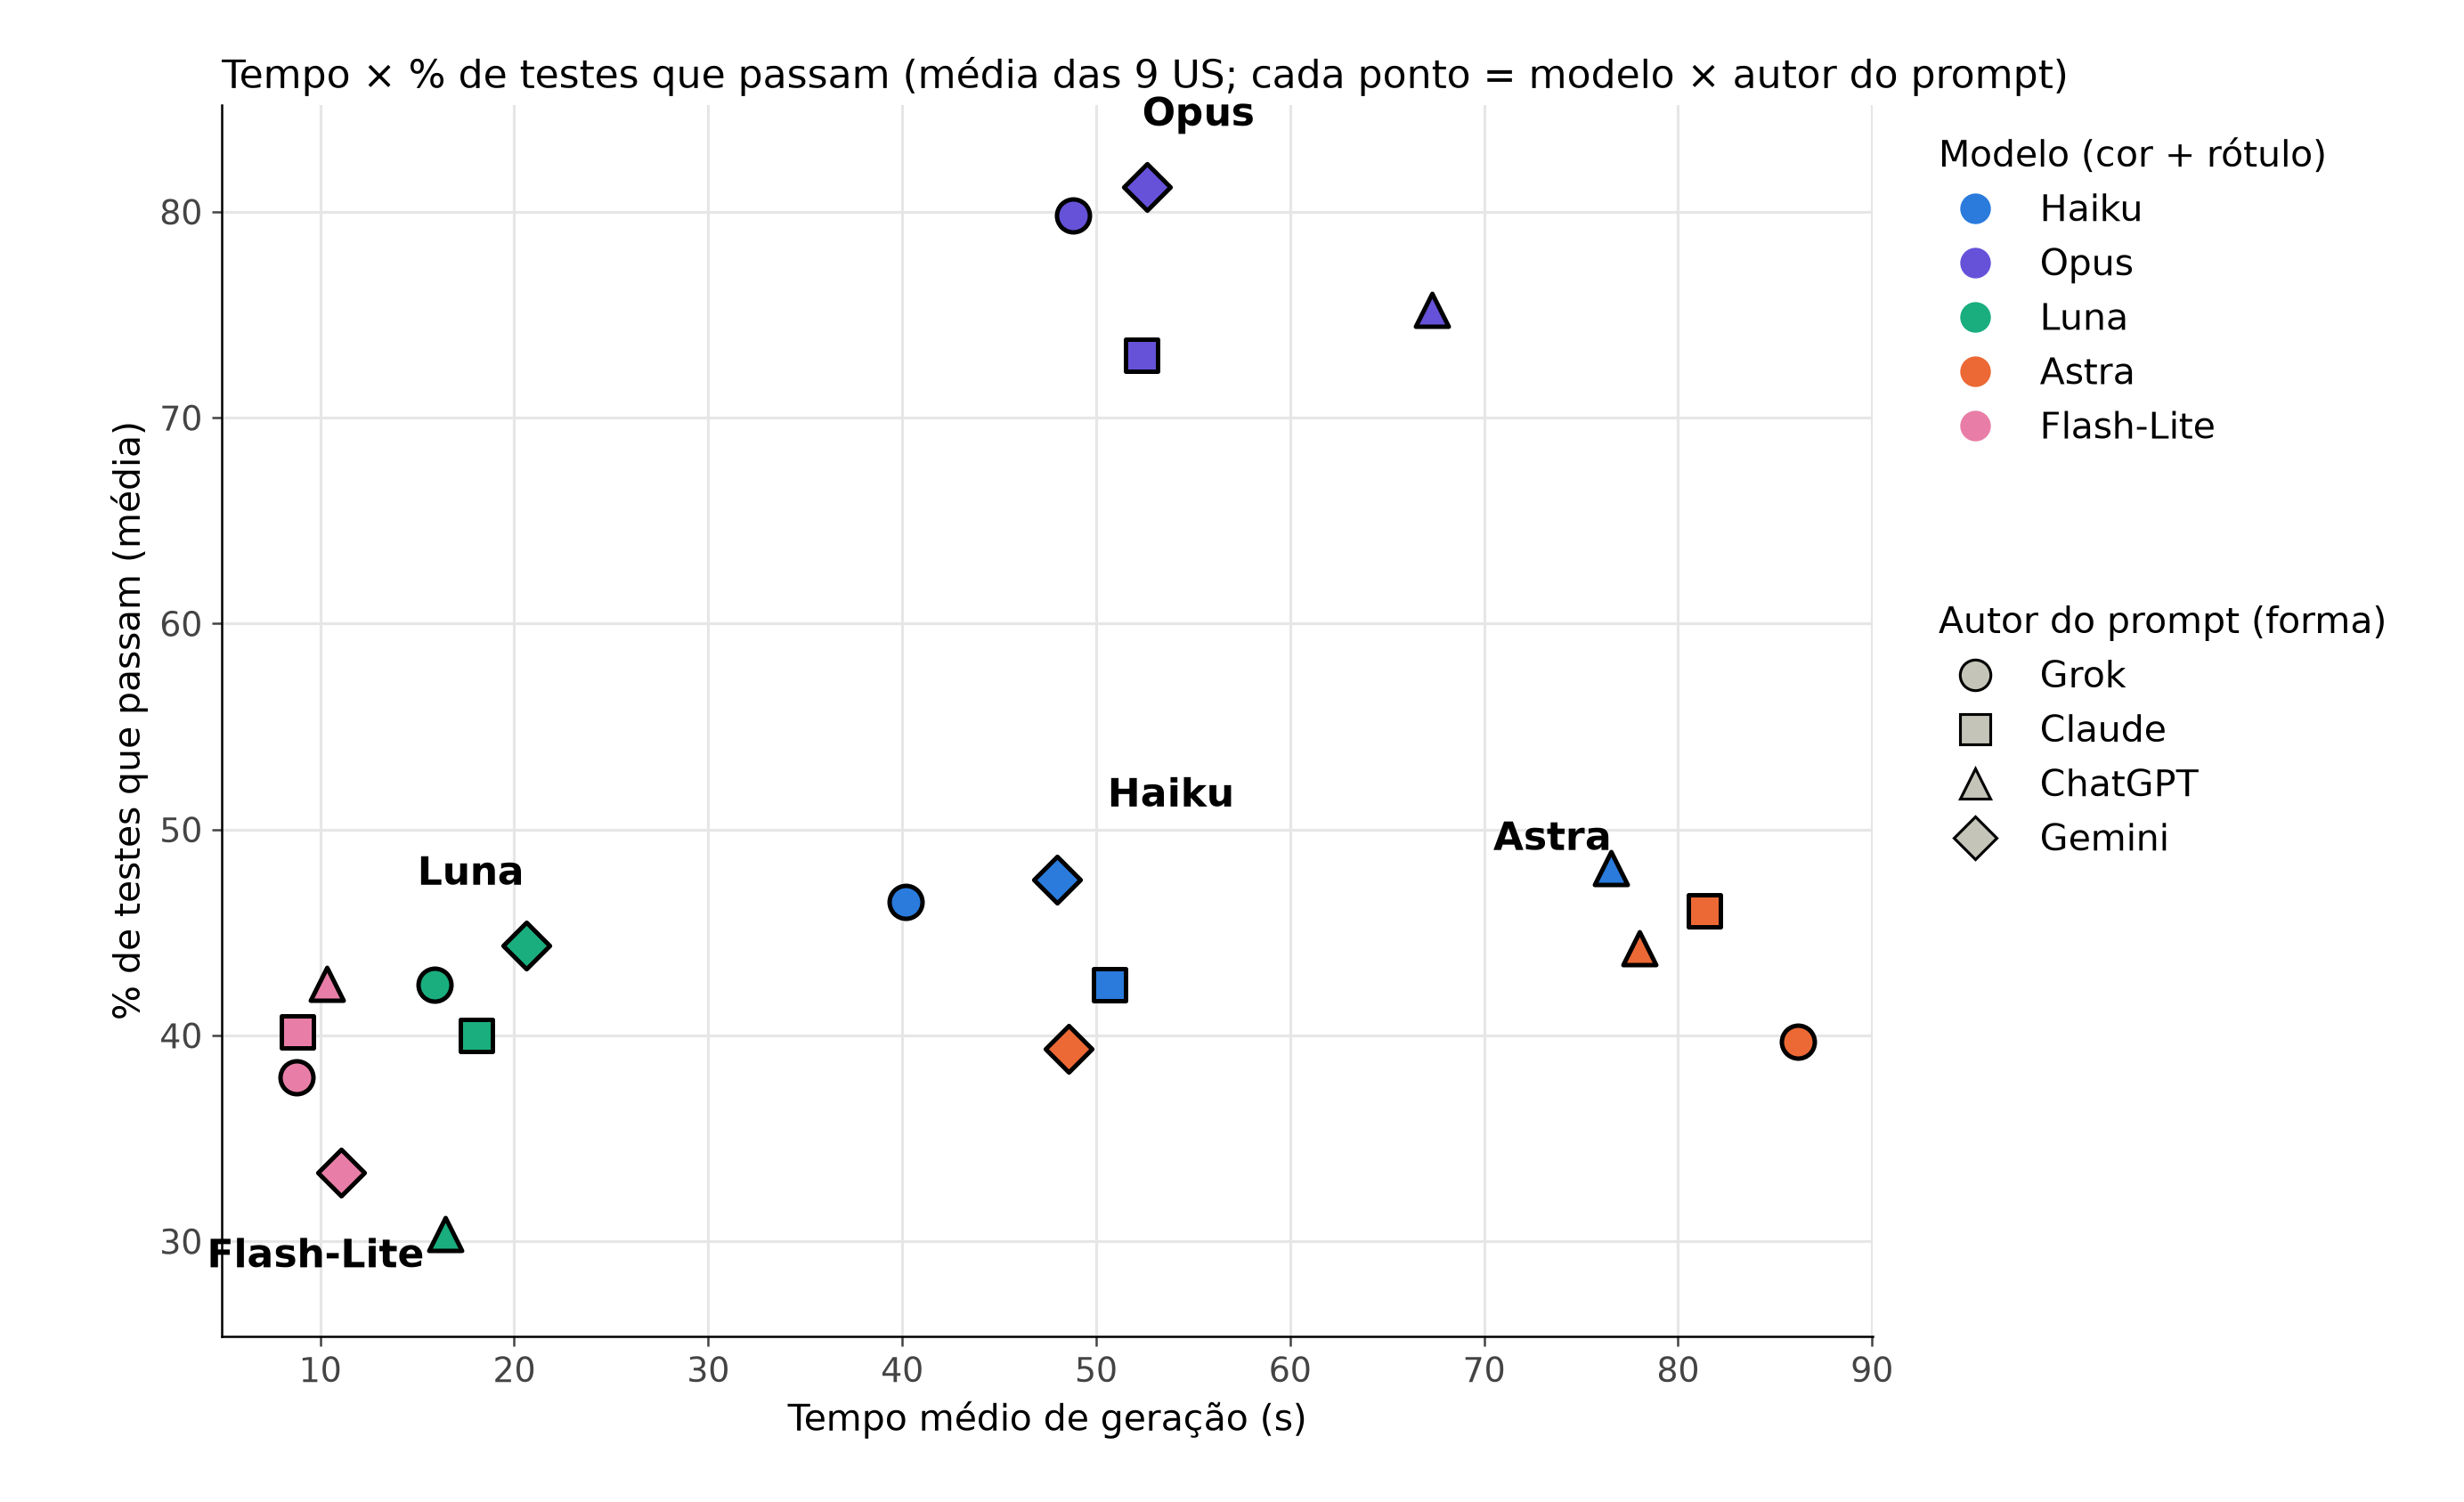 Tempo × % de testes que passam (média das 9 US; cada ponto = modelo × autor do prompt)
Opus
Haiku
Astra
Luna
Flash-Lite
% de testes que passam (média)
80
70
60
50
40
30
10 20 30 40 50 60 70 80 90
Tempo médio de geração (s)
Modelo (cor + rótulo)
Haiku
Opus
Luna
Astra
Flash-Lite
Autor do prompt (forma)
Grok
Claude
ChatGPT
Gemini